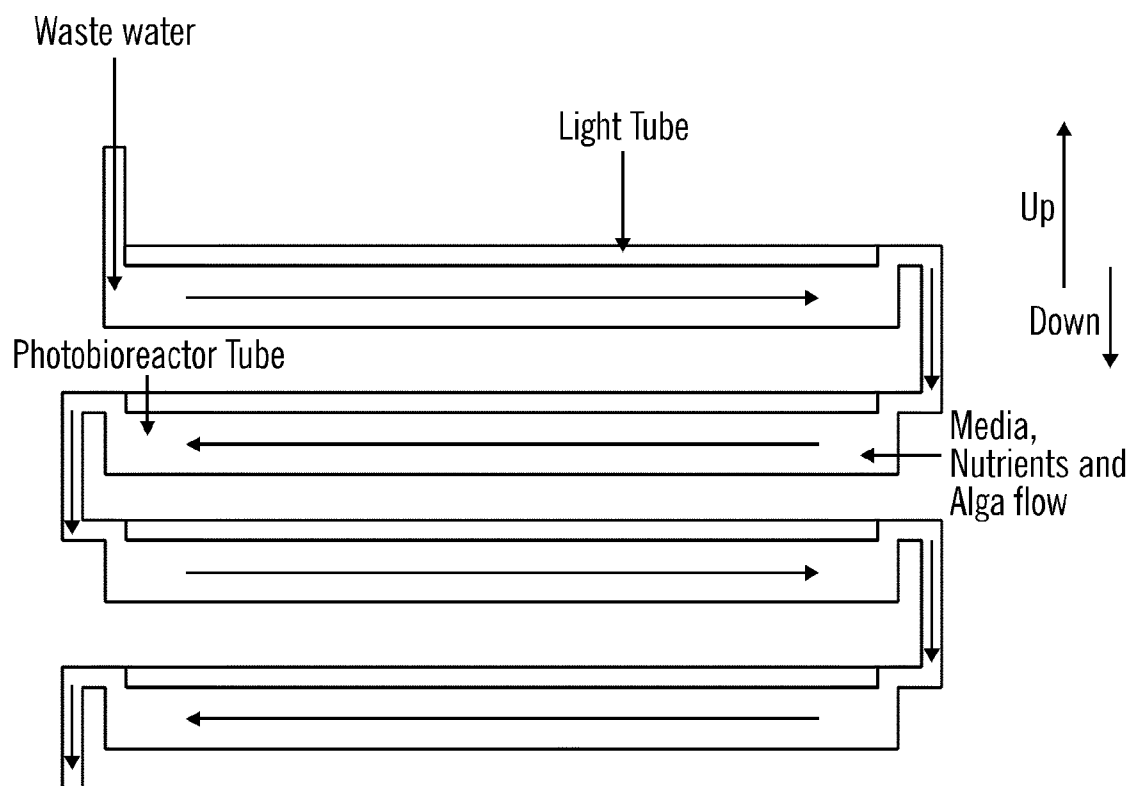 Waste water
Light Tube
Up
Down
Photobioreactor Tube
Media,
Nutrients and
Alga flow